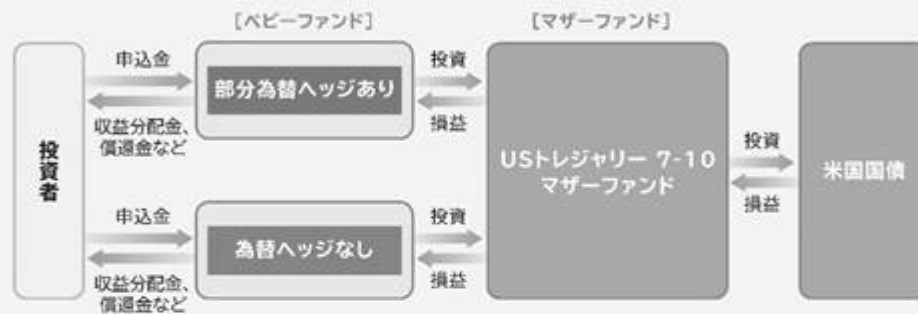 [ベビーファンド]
[マザーファンド]
投資者
申込金
収益分配金、
償還金など
部分為替ヘッジあり
投資
損益
申込金
収益分配金、
償還金など
為替ヘッジなし
投資
損益
USトレジャリー 7-10
マザーファンド
投資
損益
米国国債